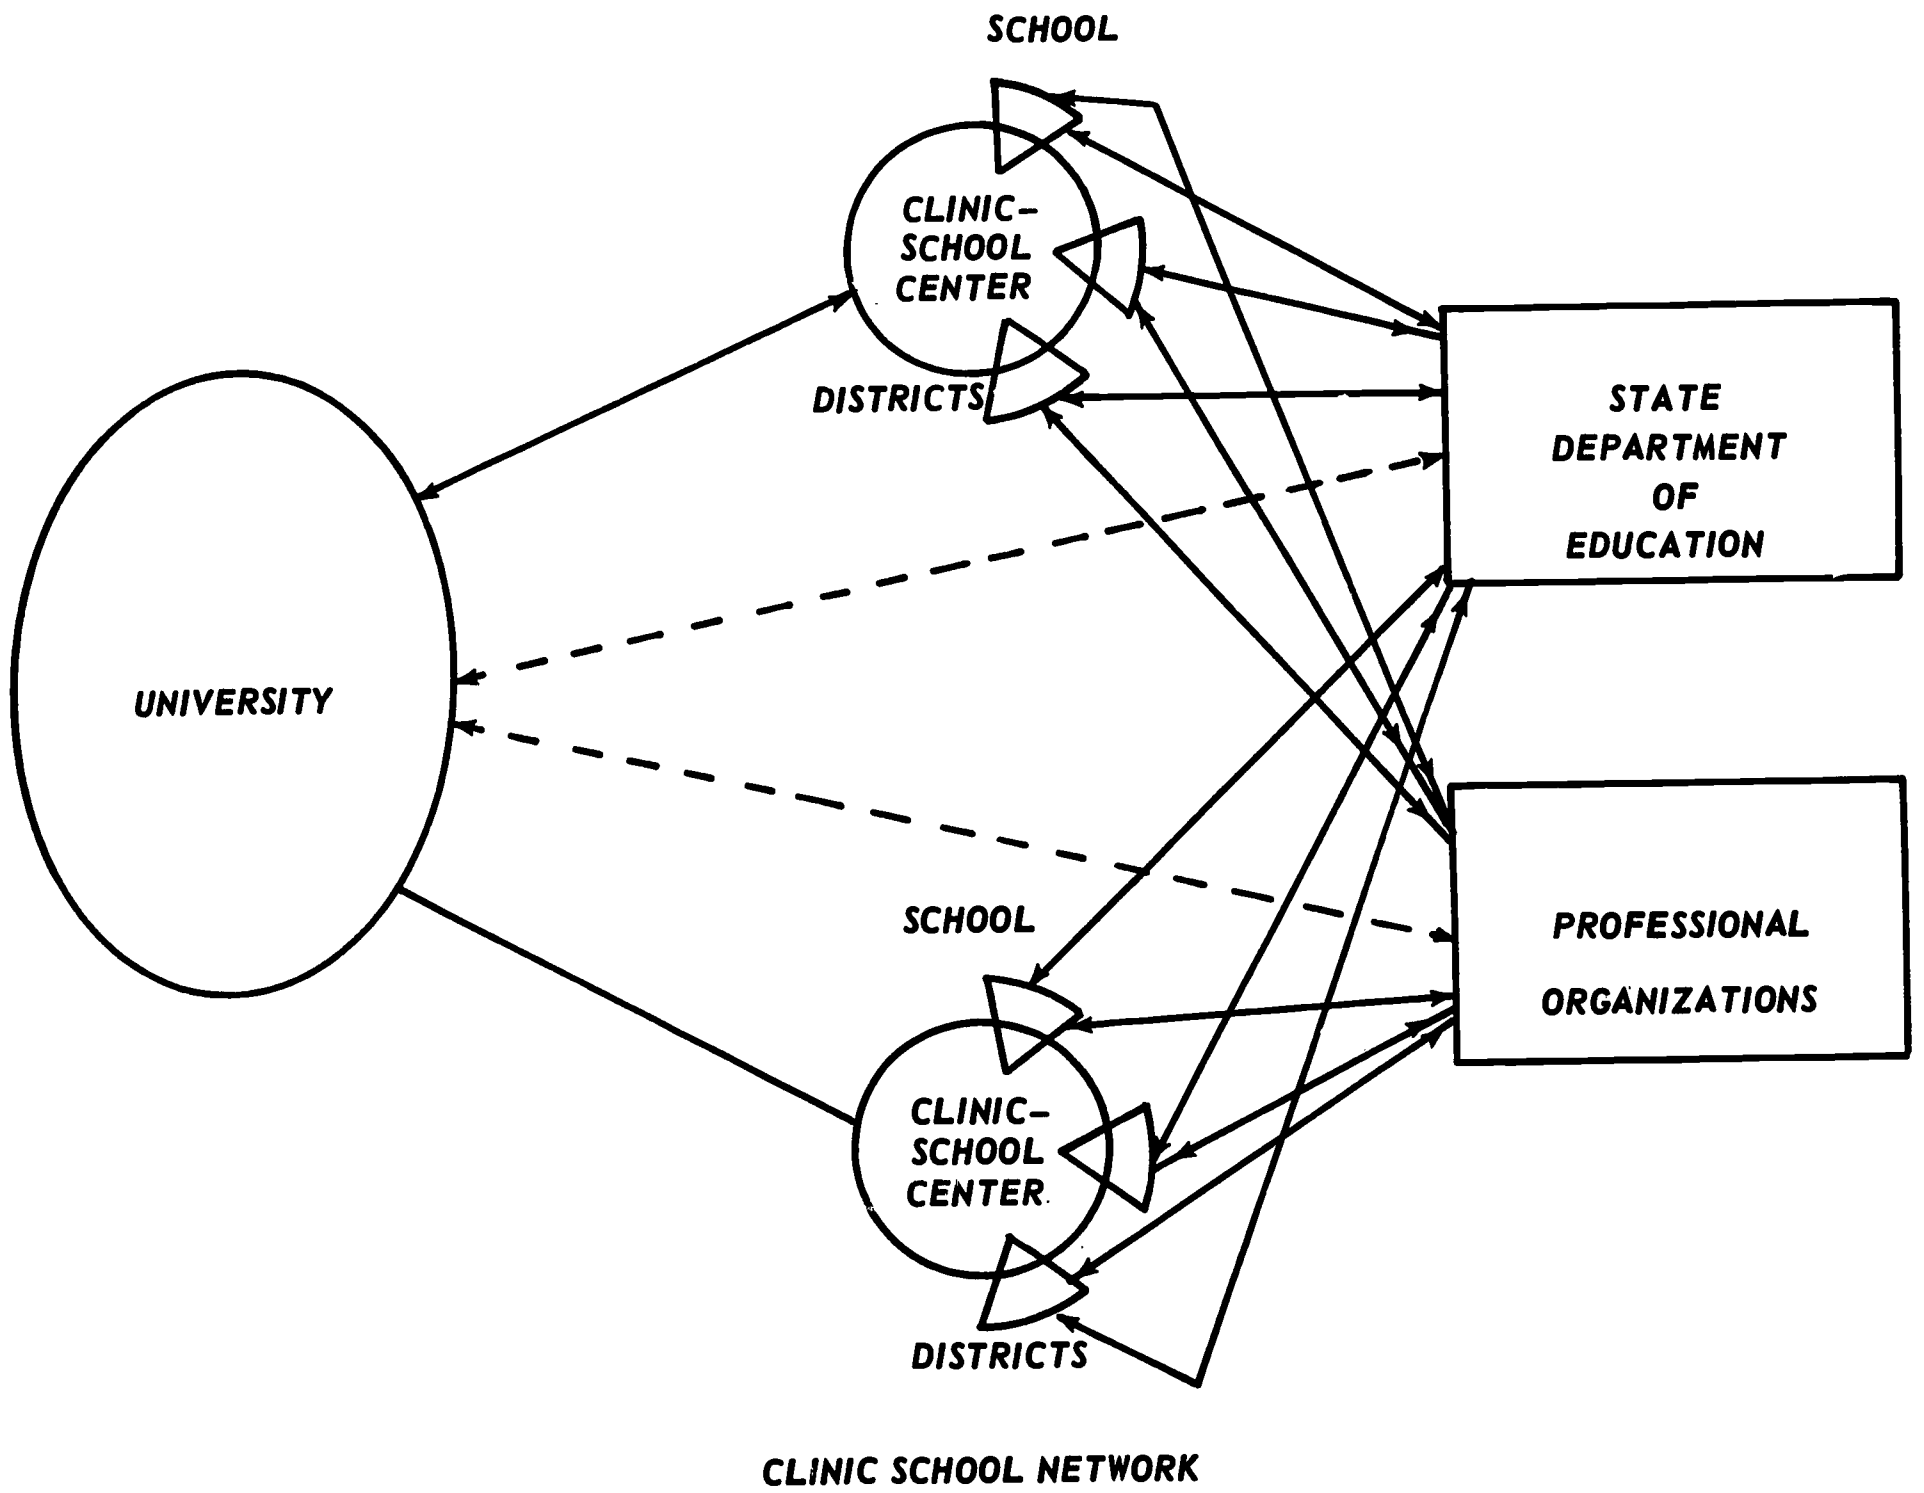 SCHOOL
CLINIC-
SCHOOL
CENTER
DISTRICTS
STATE
DEPARTMENT
OF
EDUCATION
UNIVERSITY
SCHOOL
PROFESSIONAL
ORGANIZATIONS
CLINIC-
SCHOOL
CENTER
DISTRICTS
CLINIC SCHOOL NETWORK